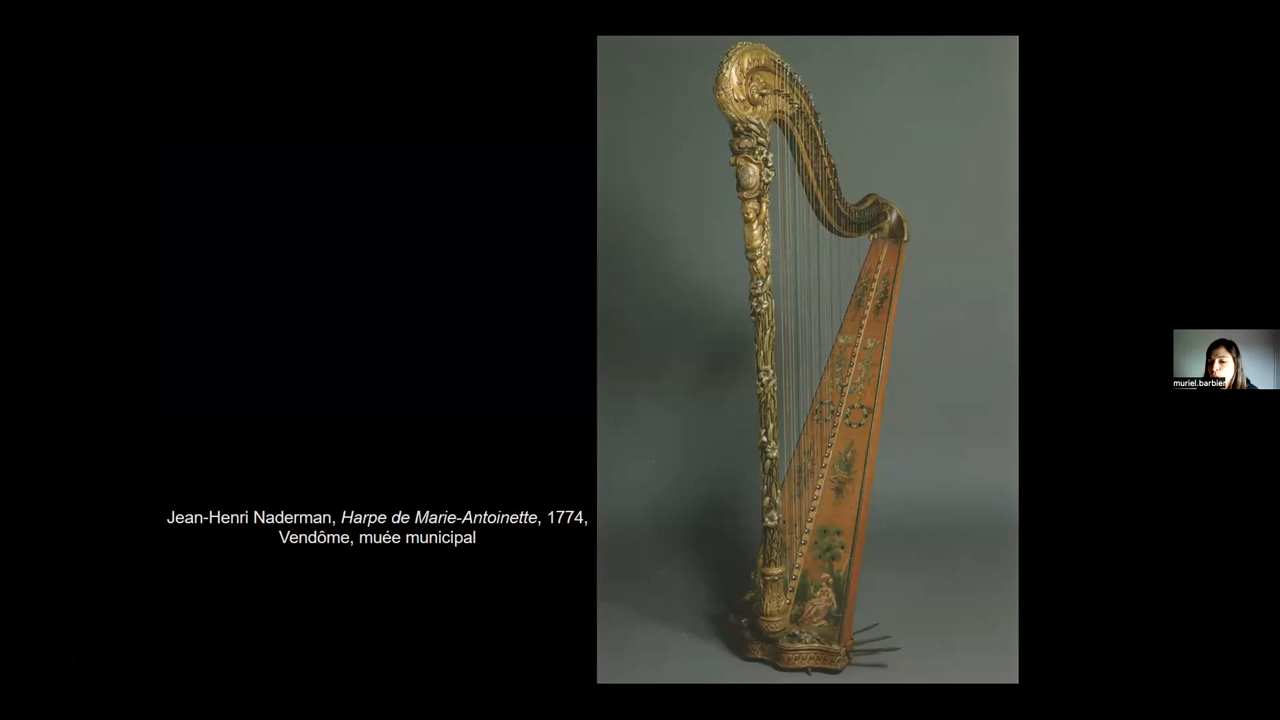 Jean-Henri Naderman, Harpe de Marie-Antoinette, 1774,
Vendôme, muée municipal
muriel.barbier